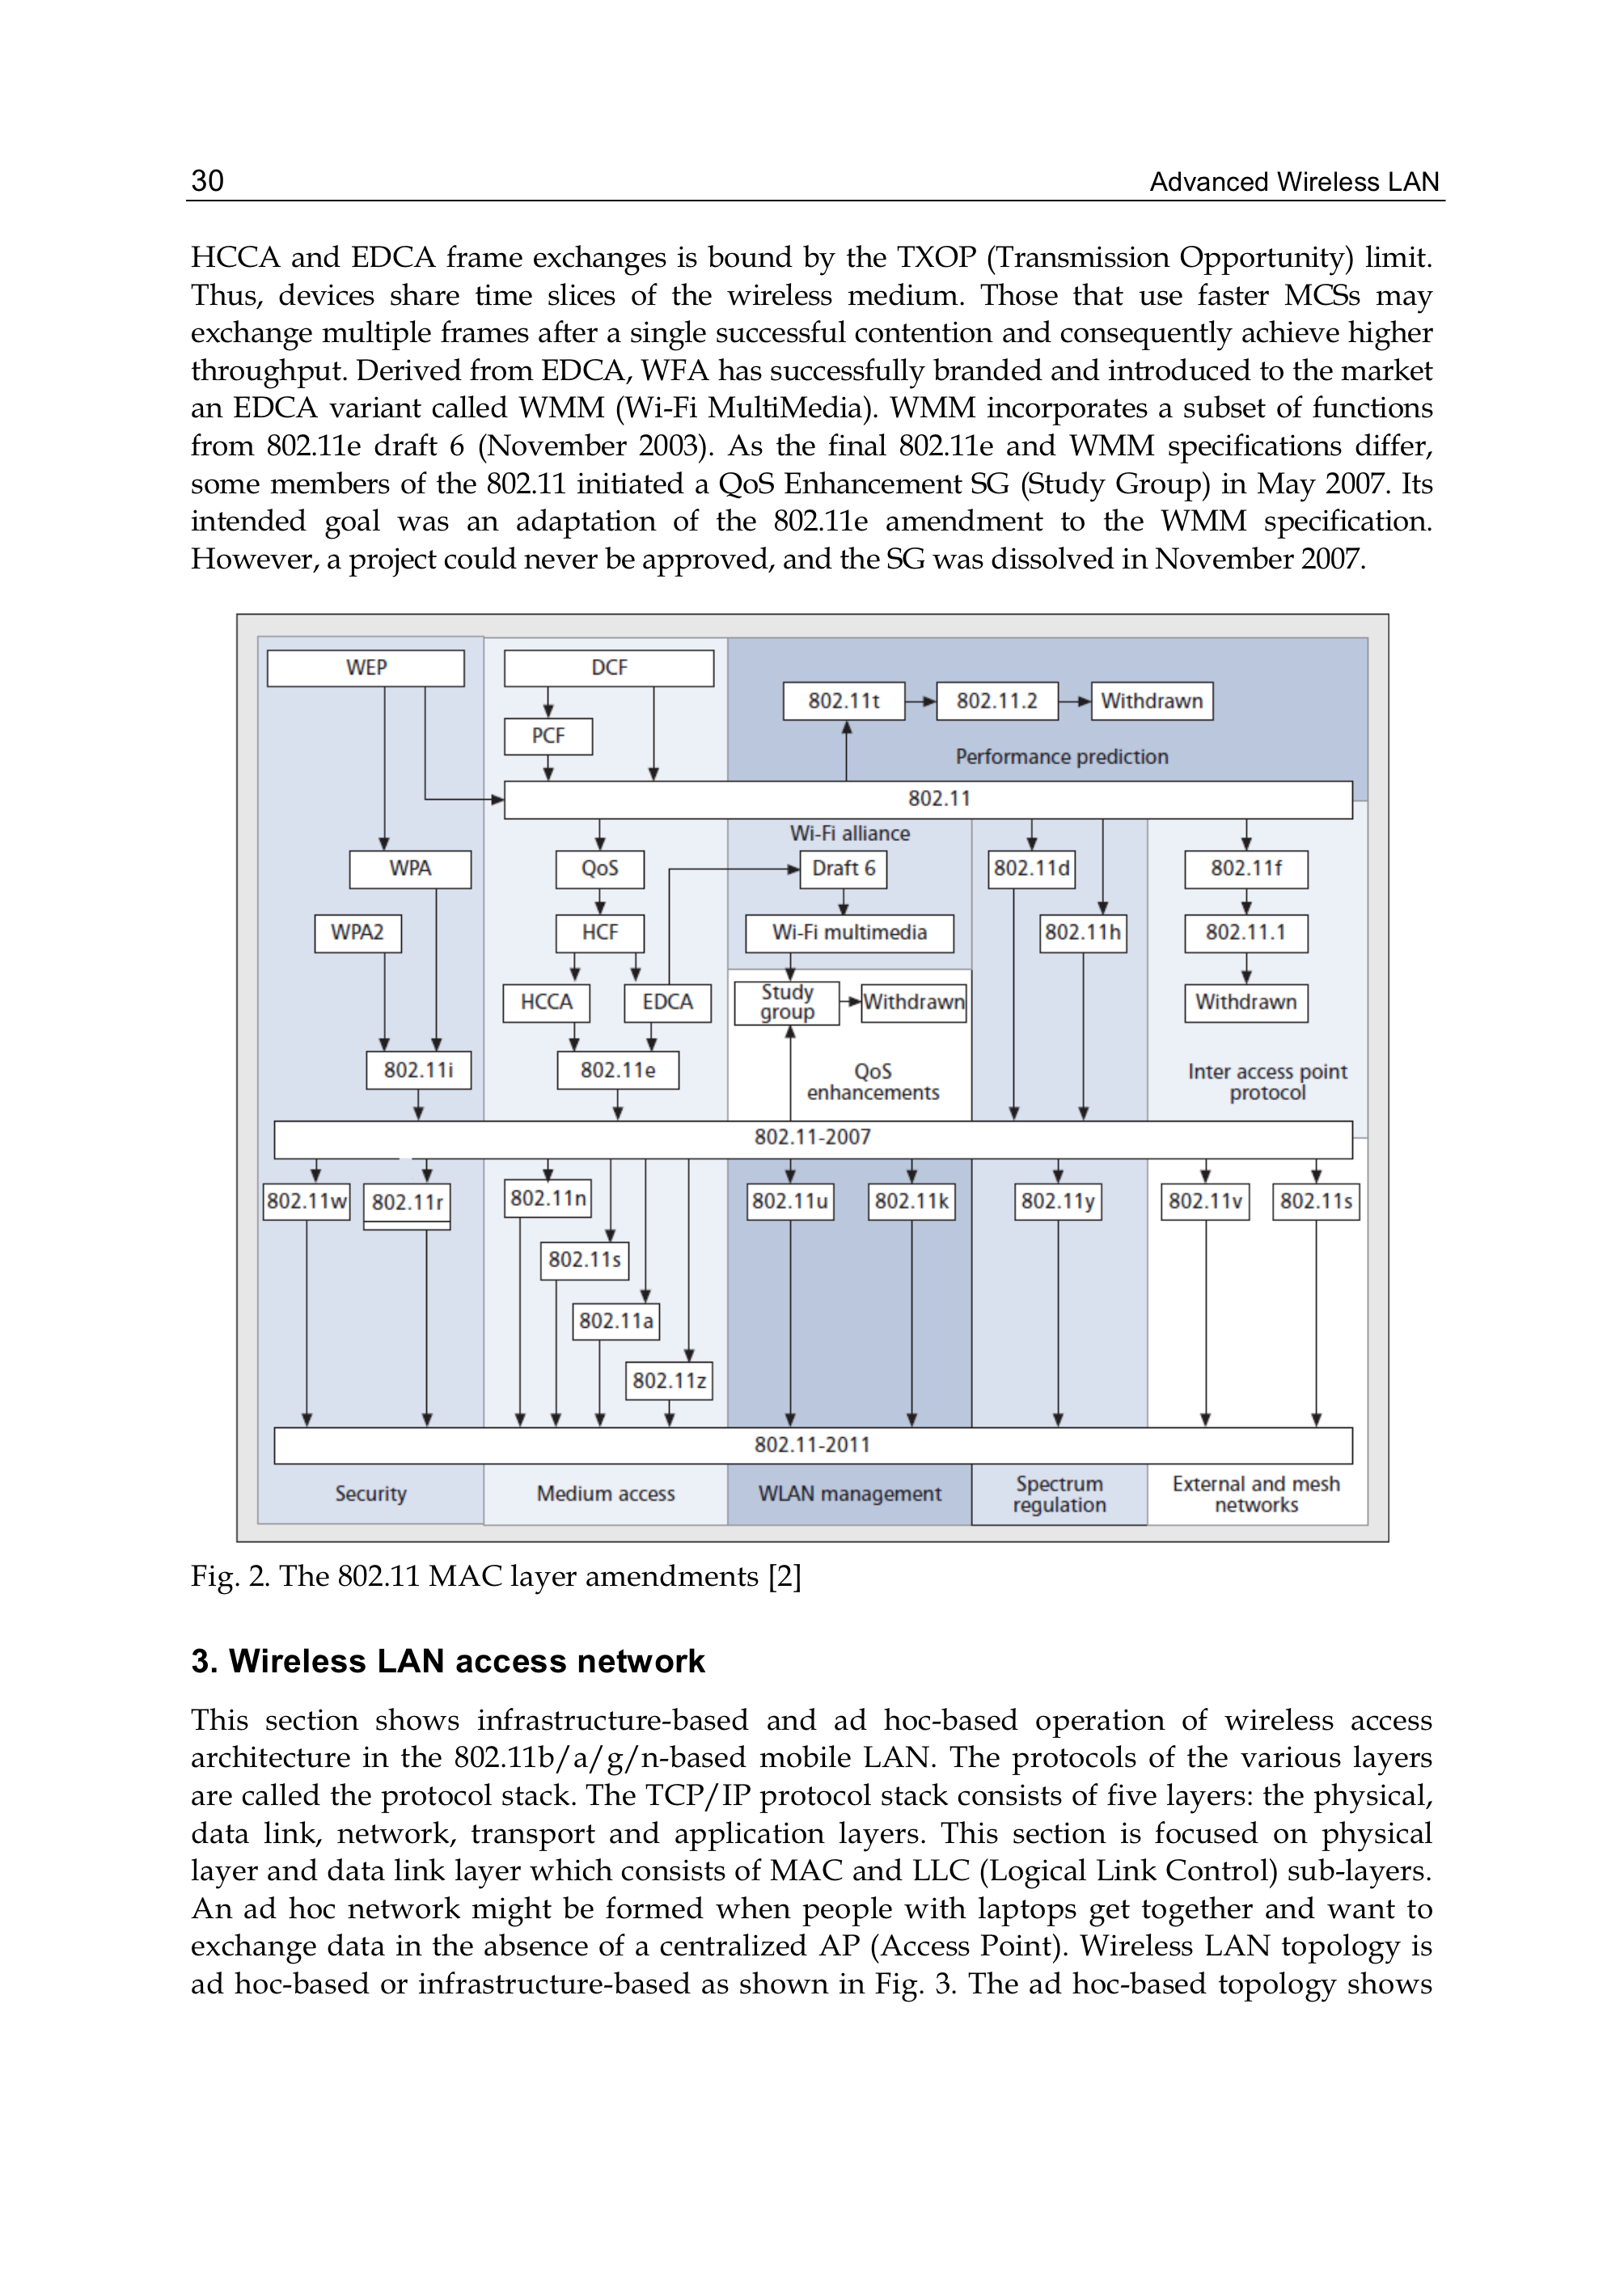 30 Advanced Wireless LAN
HCCA and EDCA frame exchanges is bound by the TXOP (Transmission Opportunity) limit.
Thus, devices share time slices of the wireless medium. Those that use faster MCSs may
exchange multiple frames after a single successful contention and consequently achieve higher
throughput. Derived from EDCA, WFA has successfully branded and introduced to the market
an EDCA variant called WMM (Wi-Fi MultiMedia). WMM incorporates a subset of functions
from 802.11e draft 6 (November 2003). As the final 802.11e and WMM specifications differ,
some members of the 802.11 initiated a QoS Enhancement SG (Study Group) in May 2007. Its
intended goal was an adaptation of the 802.11e amendment to the WMM specification.
However, a project could never be approved, and the SG was dissolved in November 2007.
WEP DCF
802.11t 802.11.2 Withdrawn
PCF
Performance prediction
802.11
Wi-Fi alliance
WPA QoS Draft 6 802.11d 802.11f
WPA2 HCF Wi-Fi multimedia 802.11h 802.11.1
HCCA EDCA Study
group Withdrawn Withdrawn
802.11i 802.11e QoS
enhancements
Inter access point
protocol
802.11-2007
802.11w 802.11r 802.11n 802.11u 802.11k 802.11y 802.11v 802.11s
802.11s
802.11a
802.11z
802.11-2011
Security Medium access WLAN management Spectrum
regulation
External and mesh
networks
Fig. 2. The 802.11 MAC layer amendments [2]
3. Wireless LAN access network
This section shows infrastructure-based and ad hoc-based operation of wireless access
architecture in the 802.11b/a/g/n-based mobile LAN. The protocols of the various layers
are called the protocol stack. The TCP/IP protocol stack consists of five layers: the physical,
data link, network, transport and application layers. This section is focused on physical
layer and data link layer which consists of MAC and LLC (Logical Link Control) sub-layers.
An ad hoc network might be formed when people with laptops get together and want to
exchange data in the absence of a centralized AP (Access Point). Wireless LAN topology is
ad hoc-based or infrastructure-based as shown in Fig. 3. The ad hoc-based topology shows